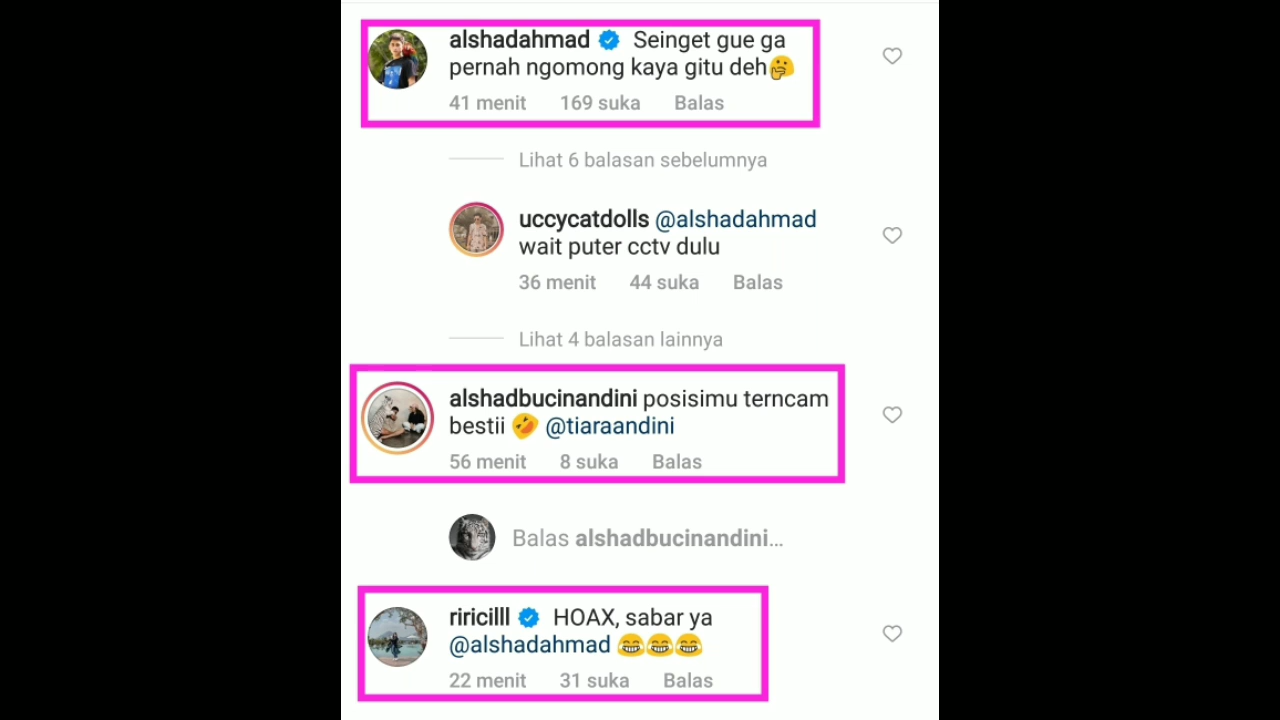 alshadahmad Seinget gue ga
pernah ngomong kaya gitu deh🤔
41 menit 169 suka Balas
Lihat 6 balasan sebelumnya
uccycatdolls @alshadahmad
wait puter cctv dulu
36 menit 44 suka Balas
Lihat 4 balasan lainnya
alshadbucinandini posisimu terncam
bestii 🤣 @tiaraandini
56 menit 8 suka Balas
Balas alshadbucinandini...
riricilll HOAX, sabar ya
@alshadahmad 😂😂😂
22 menit 31 suka Balas